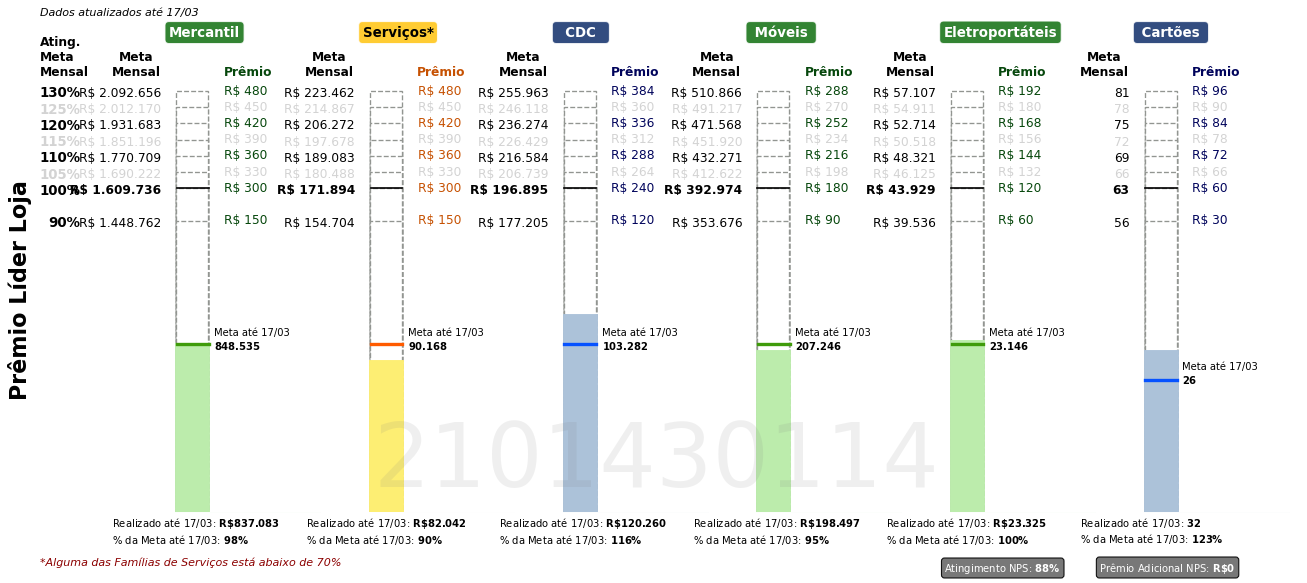 Dados atualizados até 17/03
Mercantil Serviços* CDC Móveis Eletroportáteis Cartões
Ating. Meta Mensal Meta Mensal Prêmio Meta Mensal Prêmio Meta Mensal Prêmio Meta Mensal Prêmio Meta Mensal Prêmio Meta Mensal Prêmio
130% R$ 2.092.656 R$ 480 R$ 223.462 R$ 480 R$ 255.963 R$ 384 R$ 510.866 R$ 288 R$ 57.107 R$ 192 81 R$ 96
125% R$ 2.012.170 R$ 450 R$ 214.867 R$ 450 R$ 246.118 R$ 360 R$ 491.217 R$ 270 R$ 54.911 R$ 180 78 R$ 90
120% R$ 1.931.683 R$ 420 R$ 206.272 R$ 420 R$ 236.274 R$ 336 R$ 471.568 R$ 252 R$ 52.714 R$ 168 75 R$ 84
115% R$ 1.851.196 R$ 390 R$ 197.678 R$ 390 R$ 226.429 R$ 312 R$ 451.920 R$ 234 R$ 50.518 R$ 156 72 R$ 78
110% R$ 1.770.709 R$ 360 R$ 189.083 R$ 360 R$ 216.584 R$ 288 R$ 432.271 R$ 216 R$ 48.321 R$ 144 69 R$ 72
105% R$ 1.690.222 R$ 330 R$ 180.488 R$ 330 R$ 206.739 R$ 264 R$ 412.622 R$ 198 R$ 46.125 R$ 132 66 R$ 66
100% R$ 1.609.736 R$ 300 R$ 171.894 R$ 300 R$ 196.895 R$ 240 R$ 392.974 R$ 180 R$ 43.929 R$ 120 63 R$ 60
90% R$ 1.448.762 R$ 150 R$ 154.704 R$ 150 R$ 177.205 R$ 120 R$ 353.676 R$ 90 R$ 39.536 R$ 60 56 R$ 30
Prêmio Líder Loja
Meta até 17/03 Meta até 17/03 Meta até 17/03 Meta até 17/03 Meta até 17/03
848.535 90.168 103.282 207.246 23.146
Meta até 17/03
26
2101430114
Realizado até 17/03: R$837.083 Realizado até 17/03: R$82.042 Realizado até 17/03: R$120.260 Realizado até 17/03: R$198.497 Realizado até 17/03: R$23.325 Realizado até 17/03: 32
% da Meta até 17/03: 98% % da Meta até 17/03: 90% % da Meta até 17/03: 116% % da Meta até 17/03: 95% % da Meta até 17/03: 100% % da Meta até 17/03: 123%
*Alguma das Famílias de Serviços está abaixo de 70%
Atingimento NPS: 88% Prêmio Adicional NPS: R$0